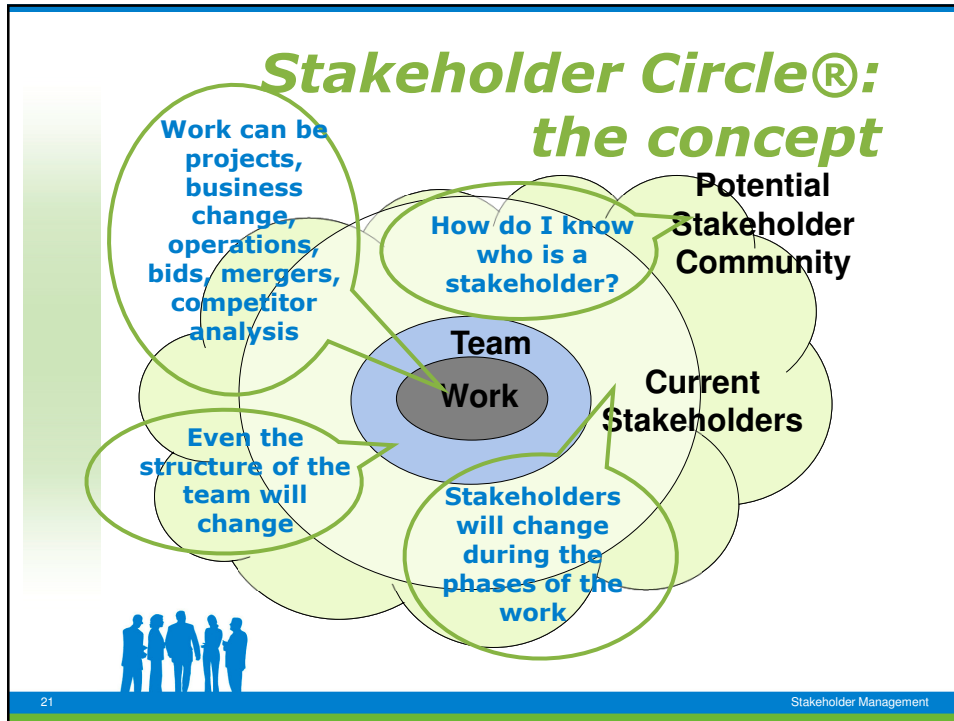 Stakeholder Circle®:
the concept
Work can be
projects,
business
change,
operations,
bids, mergers,
competitor
analysis
How do I know
who is a
stakeholder?
Potential
Stakeholder
Community
Team
Work
Current
Stakeholders
Even the
structure of the
team will
change
Stakeholders
will change
during the
phases of the
work
21
Stakeholder Management